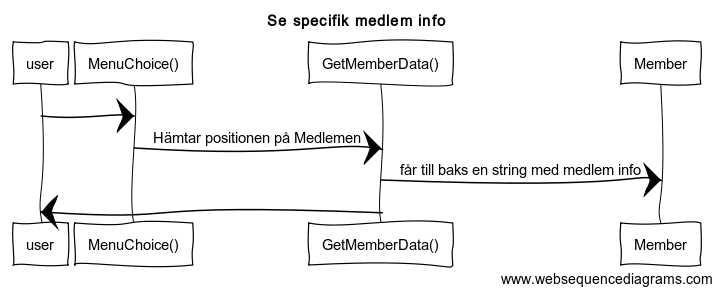 Se specifik medlem info
user
MenuChoice()
GetMemberData()
Member
Hämtar positionen på Medlemen
får till baks en string med medlem info
user
MenuChoice()
GetMemberData()
Member
www.websequencediagrams.com